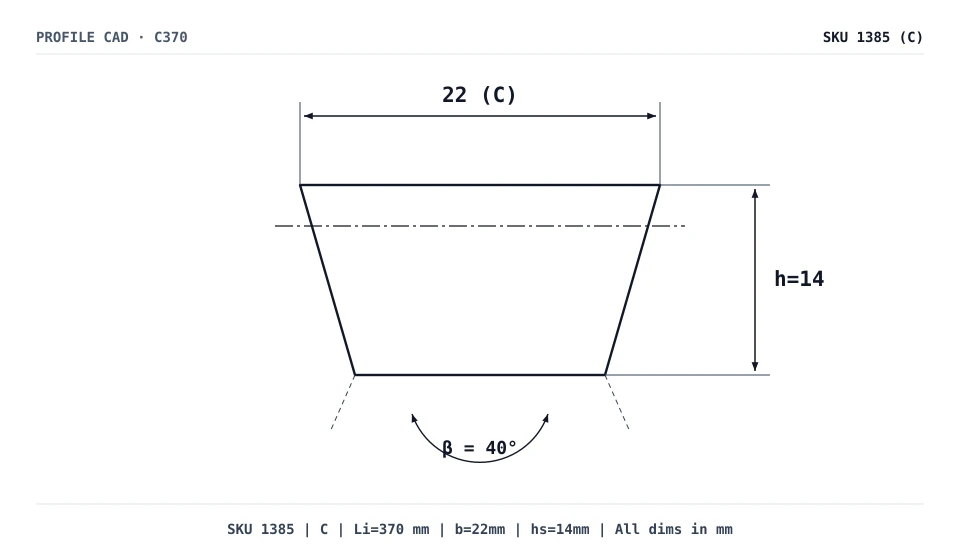 PROFILE CAD · C370
SKU 1385 (C)
22 (C)
h=14
β = 40°
SKU 1385 | C | Li=370 mm | b=22mm | hs=14mm | All dims in mm